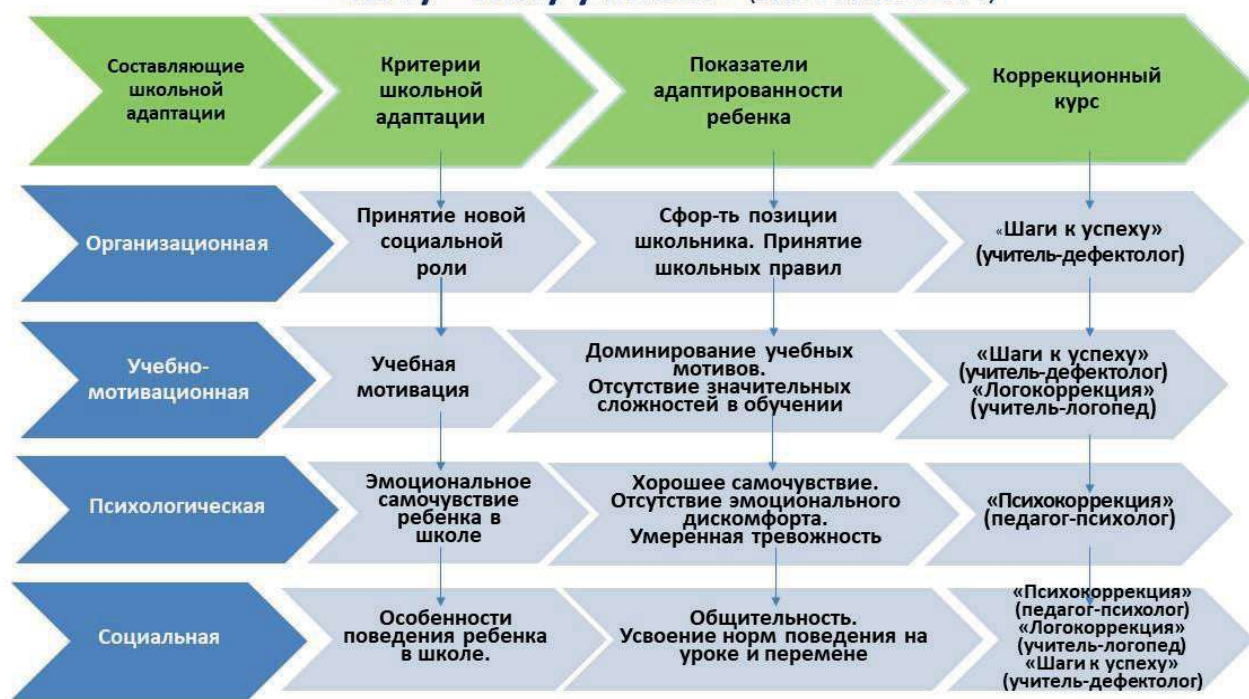 Составляющие
школьной
адаптации
Критерии
школьной
адаптации
Показатели
адаптированности
ребенка
Коррекционный
курс
Организационная
Принятие новой
социальной
роли
Сфор-ть позиции
школьника. Принятие
школьных правил
«Шаги к успеху»
(учитель-дефектолог)
Учебно-
мотивационная
Учебная
мотивация
Доминирование учебных
мотивов.
Отсутствие значительных
сложностей в обучении
«Шаги к успеху»
(учитель-дефектолог)
«Логокоррекция»
(учитель-логопед)
Психологическая
Эмоциональное
самочувствие
ребенка в
школе
Хорошее самочувствие.
Отсутствие эмоционального
дискомфорта.
Умеренная тревожность
«Психокоррекция»
(педагог-психолог)
Социальная
Особенности
поведения ребенка
в школе.
Общительность.
Усвоение норм поведения на
уроке и перемене
«Психокоррекция»
(педагог-психолог)
«Логокоррекция»
(учитель-логопед)
«Шаги к успеху»
(учитель-дефектолог)